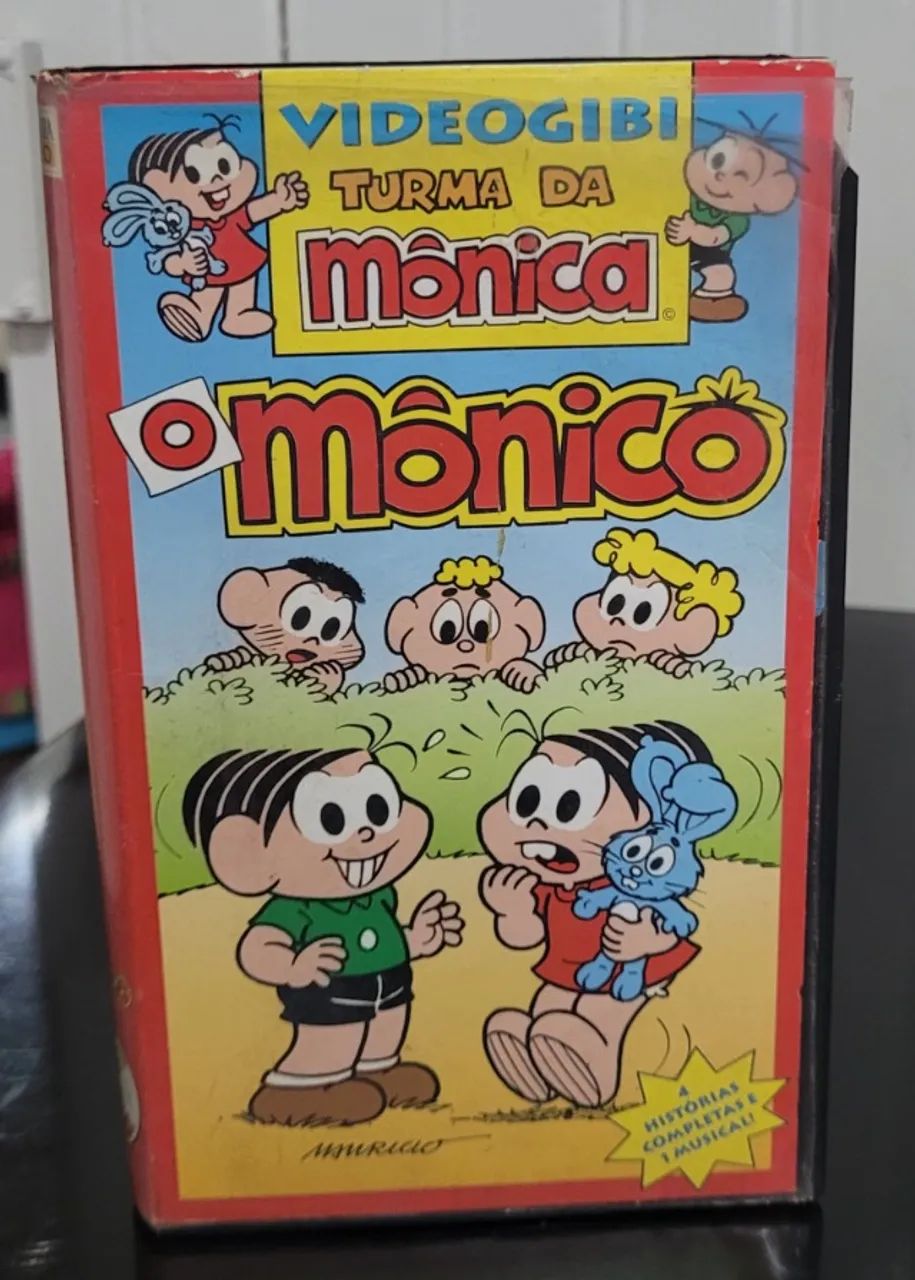 VIDEOGIBI
TURMA DA
mônica
©
O mônico
4
HISTÓRIAS
COMPLETAS E
1 MUSICAL!
MAURICIO